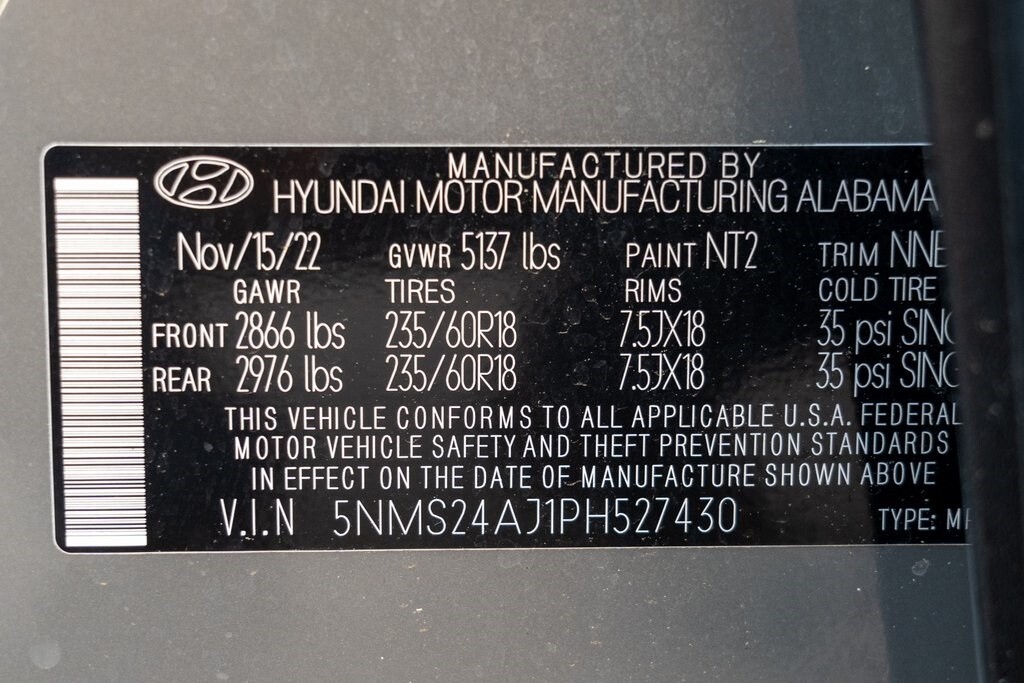 MANUFACTURED BY
HYUNDAI MOTOR MANUFACTURING ALABAMA
Nov/15/22 GVWR 5137 lbs PAINT NT2 TRIM NNB
GAWR TIRES RIMS COLD TIRE
FRONT 2866 lbs 235/60R18 7.5JX18 35 psi SING
REAR 2976 lbs 235/60R18 7.5JX18 35 psi SING
THIS VEHICLE CONFORMS TO ALL APPLICABLE U.S.A. FEDERAL
MOTOR VEHICLE SAFETY AND THEFT PREVENTION STANDARDS
IN EFFECT ON THE DATE OF MANUFACTURE SHOWN ABOVE
V.I.N 5NMS24AJ1PH527430 TYPE: